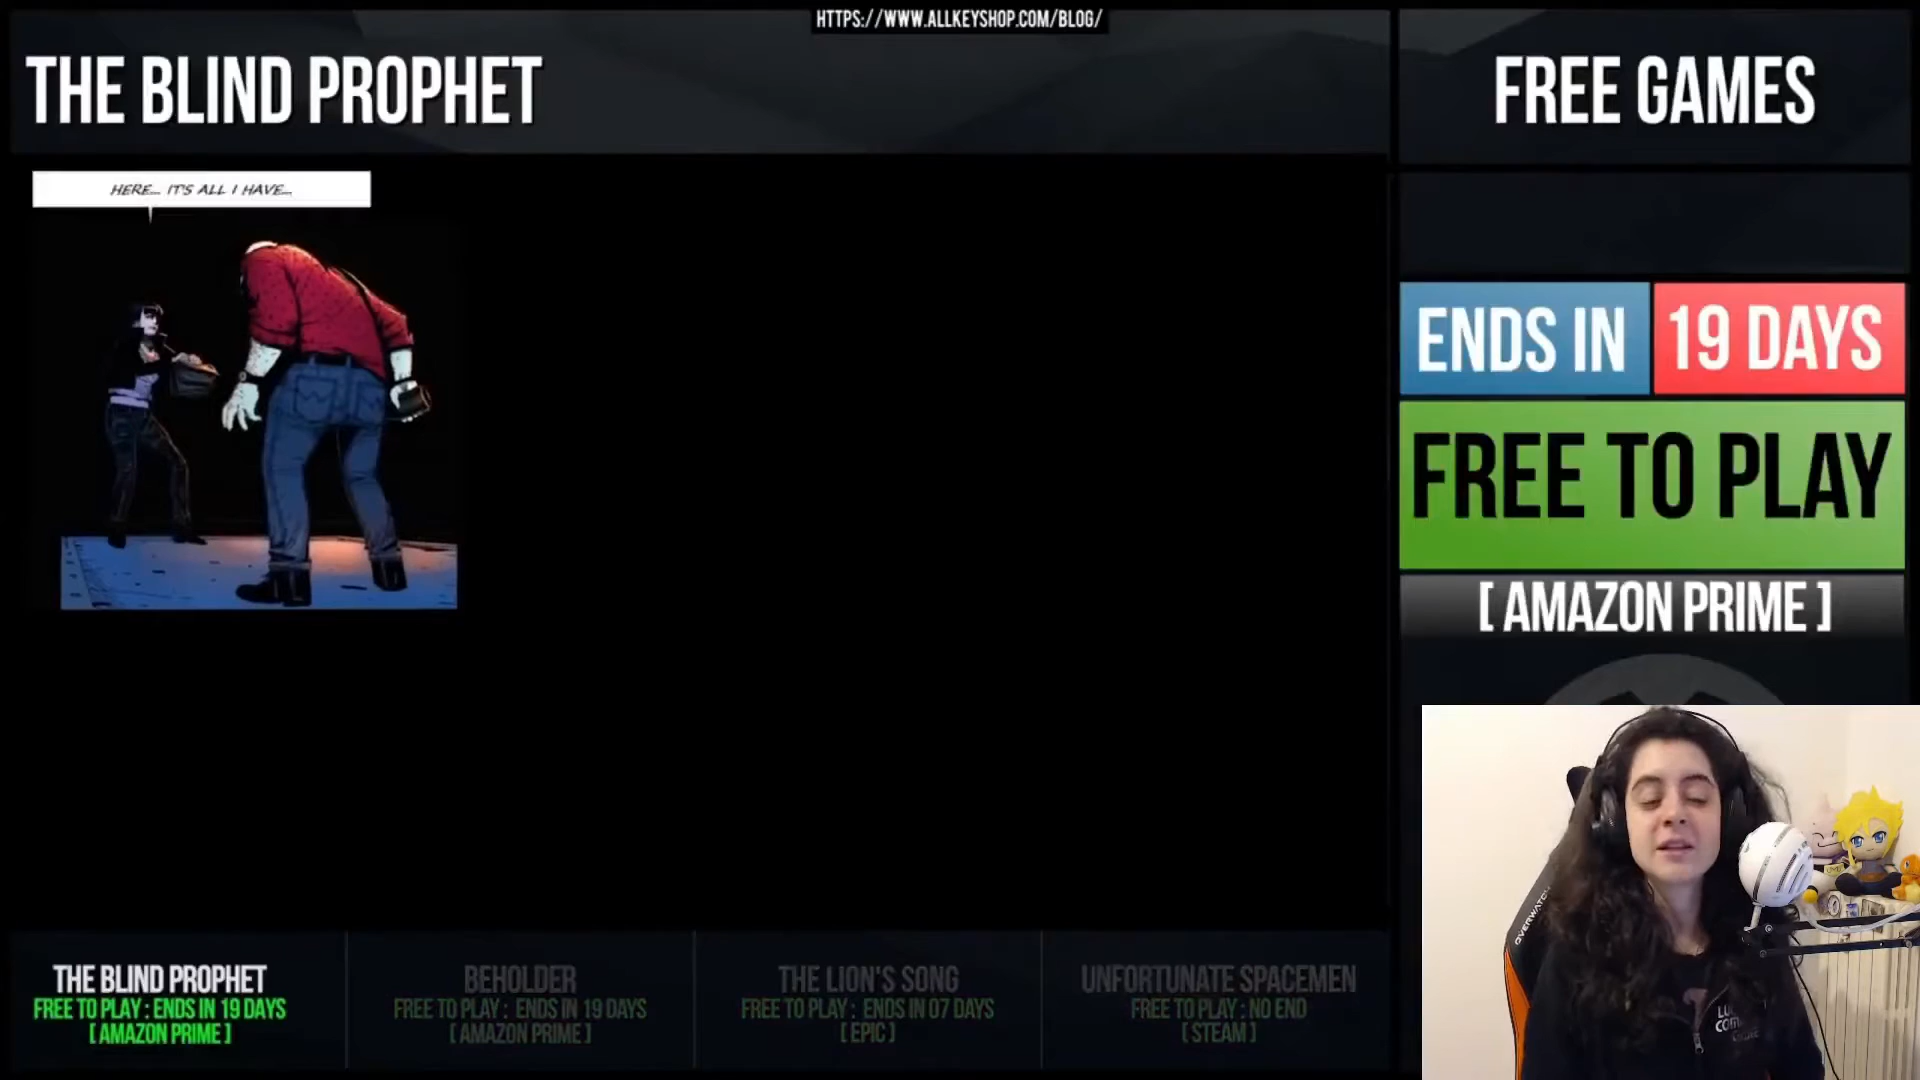 HTTPS://WWW.ALLKEYSHOP.COM/BLOG/
THE BLIND PROPHET
FREE GAMES
HERE... IT'S ALL I HAVE...
ENDS IN
19 DAYS
FREE TO PLAY
[ AMAZON PRIME ]
OVERWATCH
THE BLIND PROPHET
FREE TO PLAY : ENDS IN 19 DAYS
[ AMAZON PRIME ]
BEHOLDER
FREE TO PLAY : ENDS IN 19 DAYS
[ AMAZON PRIME ]
THE LION'S SONG
FREE TO PLAY : ENDS IN 07 DAYS
[ EPIC ]
UNFORTUNATE SPACEMEN
FREE TO PLAY : NO END
[ STEAM ]